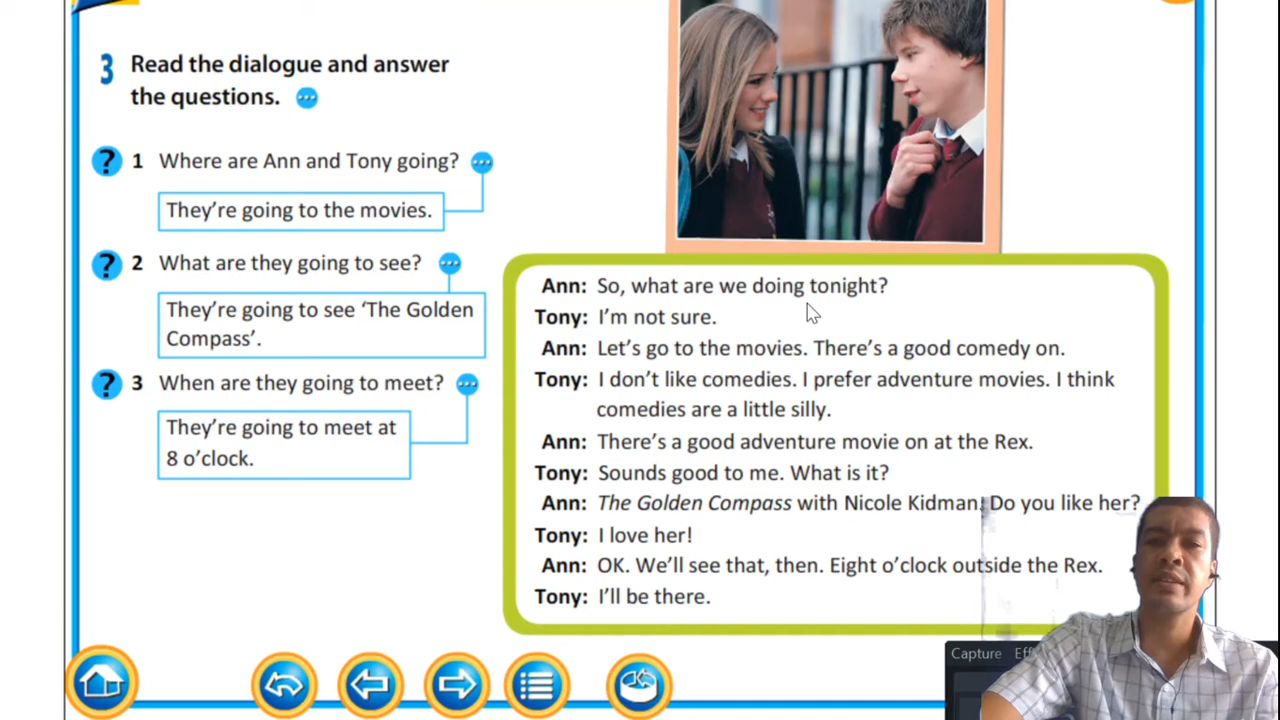 3 Read the dialogue and answer
the questions.
? 1 Where are Ann and Tony going?
They're going to the movies.
? 2 What are they going to see?
They're going to see ‘The Golden
Compass’.
? 3 When are they going to meet?
They're going to meet at
8 o'clock.
Ann: So, what are we doing tonight?
Tony: I'm not sure.
Ann: Let's go to the movies. There's a good comedy on.
Tony: I don't like comedies. I prefer adventure movies. I think
comedies are a little silly.
Ann: There's a good adventure movie on at the Rex.
Tony: Sounds good to me. What is it?
Ann: The Golden Compass with Nicole Kidman. Do you like her?
Tony: I love her!
Ann: OK. We'll see that, then. Eight o'clock outside the Rex.
Tony: I'll be there.
Capture